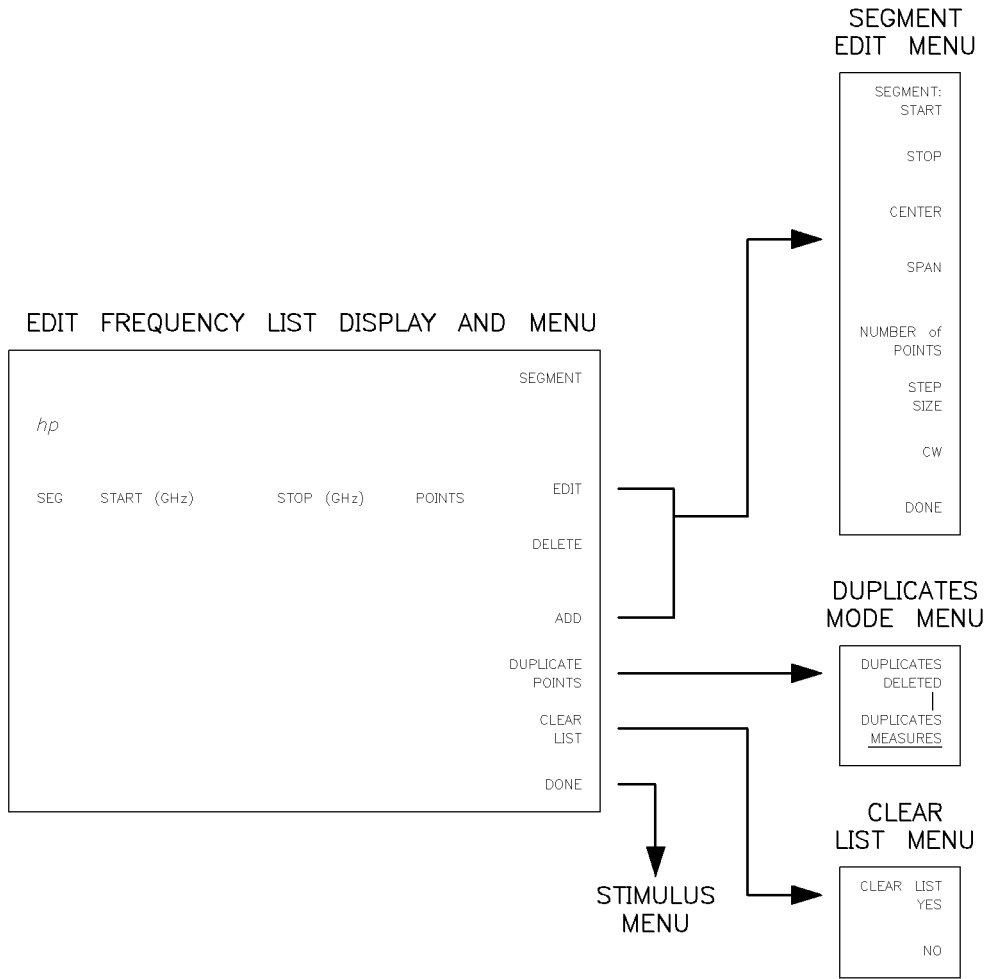 SEGMENT
EDIT MENU
SEGMENT:
START
STOP
CENTER
SPAN
NUMBER of
POINTS
STEP
SIZE
CW
DONE
EDIT FREQUENCY LIST DISPLAY AND MENU
SEGMENT
hp
SEG START (GHz) STOP (GHz) POINTS
EDIT
DELETE
ADD
DUPLICATE
POINTS
CLEAR
LIST
DONE
STIMULUS
MENU
DUPLICATES
MODE MENU
DUPLICATES
DELETED
DUPLICATES
MEASURES
CLEAR
LIST MENU
CLEAR LIST
YES
NO